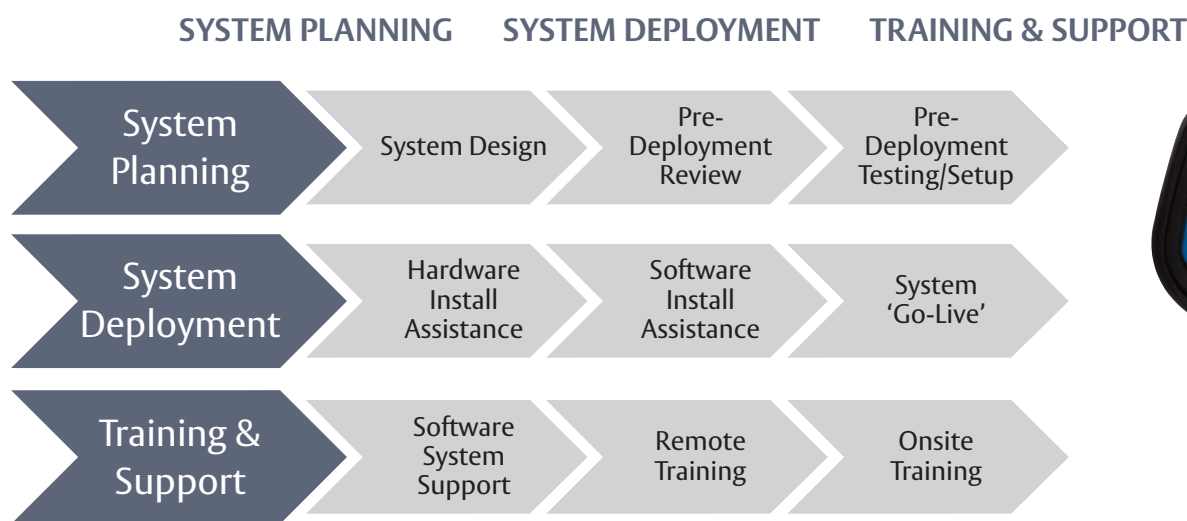 SYSTEM PLANNING SYSTEM DEPLOYMENT TRAINING & SUPPORT
System
Planning
System Design
Pre-
Deployment
Review
Pre-
Deployment
Testing/Setup
System
Deployment
Hardware
Install
Assistance
Software
Install
Assistance
System
‘Go-Live’
Training &
Support
Software
System
Support
Remote
Training
Onsite
Training